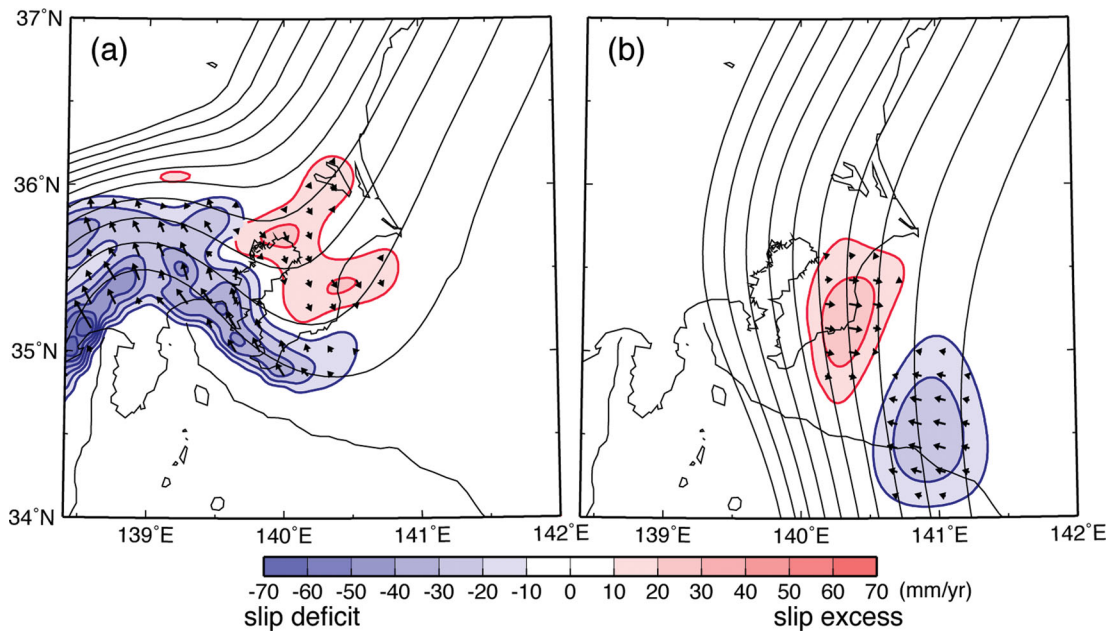 (a) (b)
37°N
36°N
35°N
34°N
139°E 140°E 141°E 142°E 140°E 141°E 142°E
-70 -60 -50 -40 -30 -20 -10 0 10 20 30 40 50 60 70 (mm/yr)
slip deficit slip excess